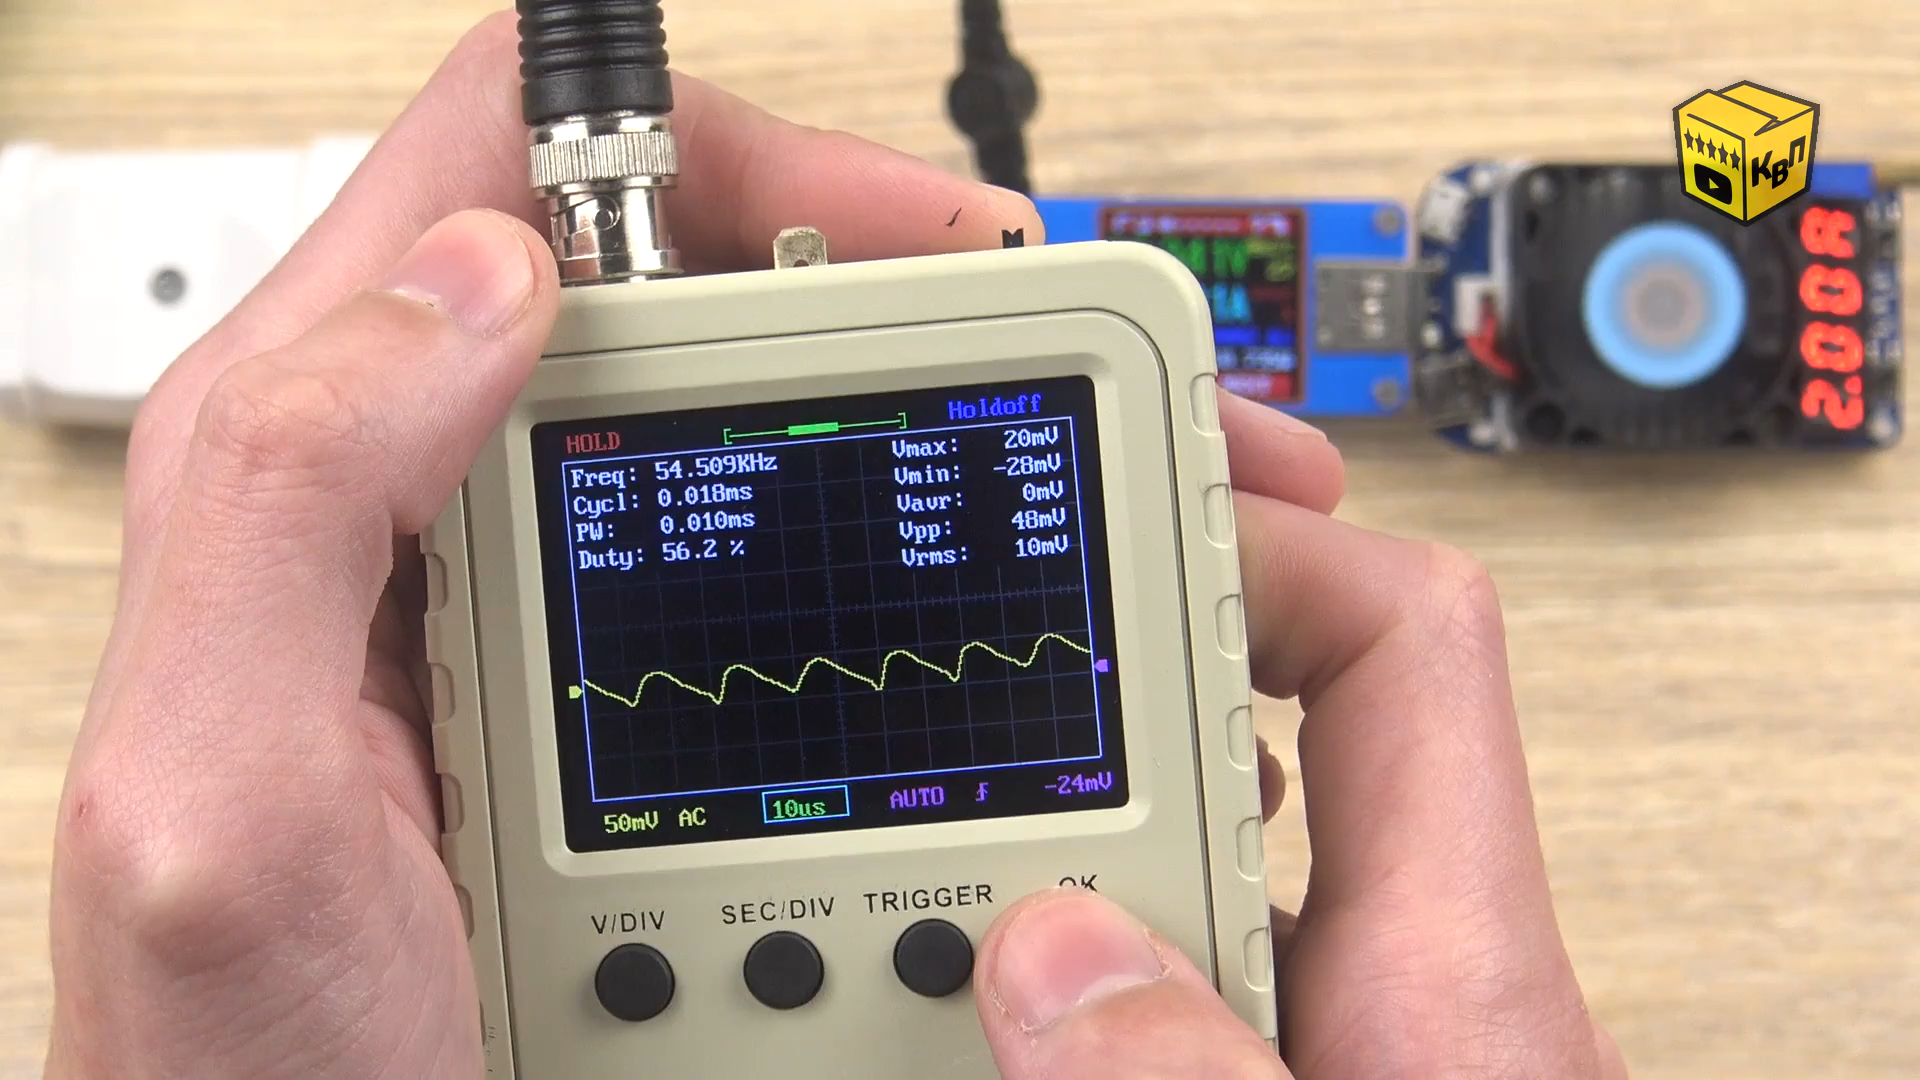 КВП
2.00A
HOLD
Holdoff
Freq: 54.509KHz
Cycl: 0.018ms
PW: 0.010ms
Duty: 56.2 %
Vmax: 20mV
Vmin: -28mV
Vavr: 0mV
Vpp: 48mV
Vrms: 10mV
50mV AC
10us
AUTO
-24mV
V/DIV
SEC/DIV
TRIGGER
OK